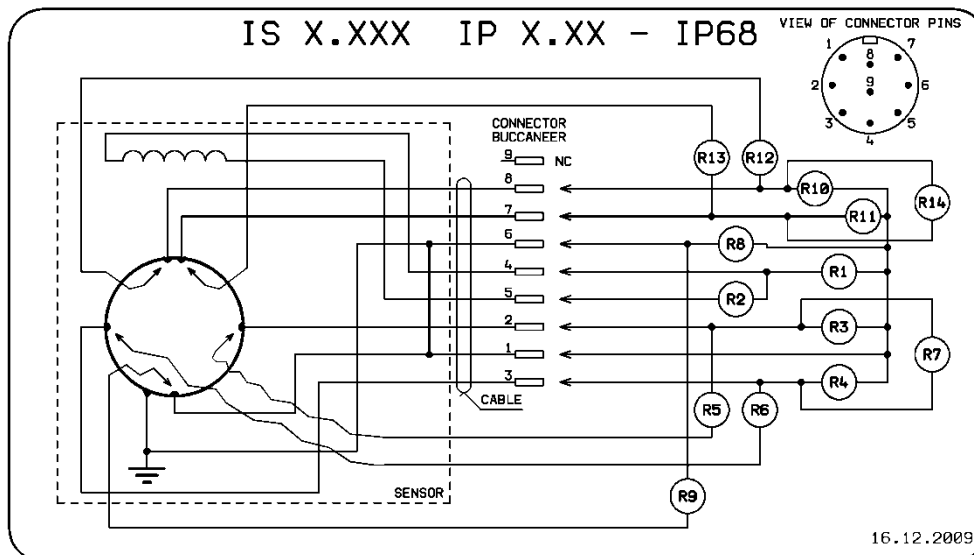 IS X.XXX IP X.XX - IP68
VIEW OF CONNECTOR PINS
1
7
8
2
9
6
3
5
4
CONNECTOR
BUCCANEER
9
NC
8
7
6
4
5
2
1
3
CABLE
SENSOR
R13
R12
R10
R14
R11
R8
R1
R2
R3
R7
R4
R5
R6
R9
16.12.2009